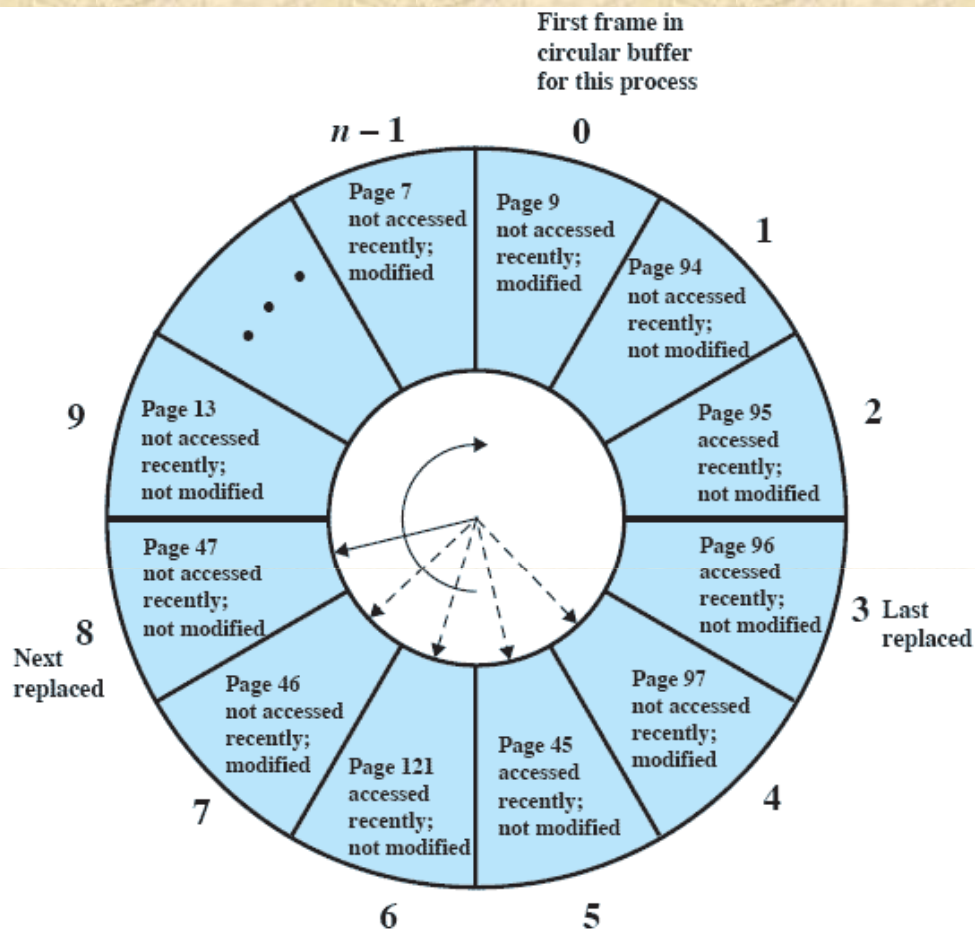 First frame in
circular buffer
for this process
n – 1
0
Page 7
not accessed
recently;
modified
Page 9
not accessed
recently;
modified
1
Page 94
not accessed
recently;
not modified
2
Page 95
accessed
recently;
not modified
3
Last
replaced
Page 96
accessed
recently;
not modified
4
Page 97
not accessed
recently;
modified
5
Page 45
accessed
recently;
not modified
6
Page 121
accessed
recently;
not modified
7
Page 46
not accessed
recently;
modified
8
Next
replaced
Page 47
not accessed
recently;
not modified
9
Page 13
not accessed
recently;
not modified